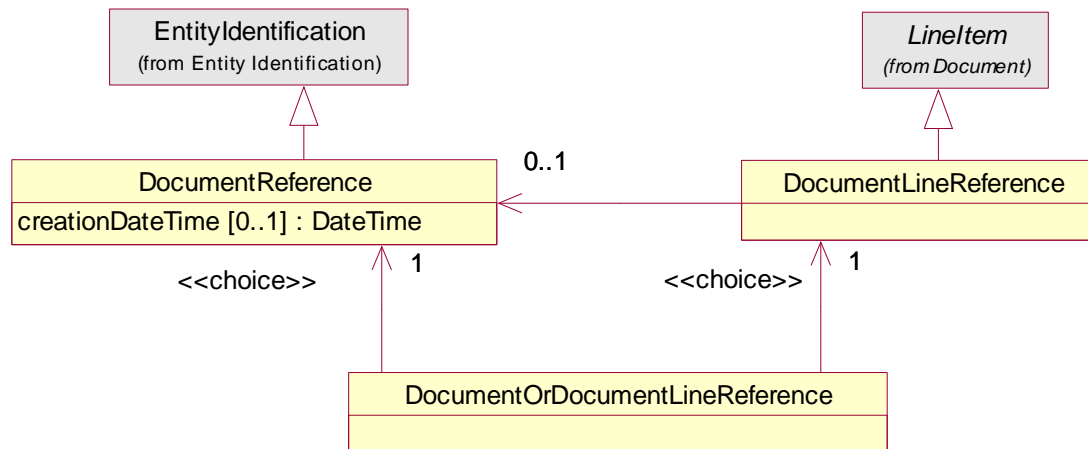 EntityIdentification
(from Entity Identification)
LineItem
(from Document)
DocumentReference
creationDateTime [0..1] : DateTime
0..1
DocumentLineReference
<<choice>>
1
<<choice>>
1
DocumentOrDocumentLineReference